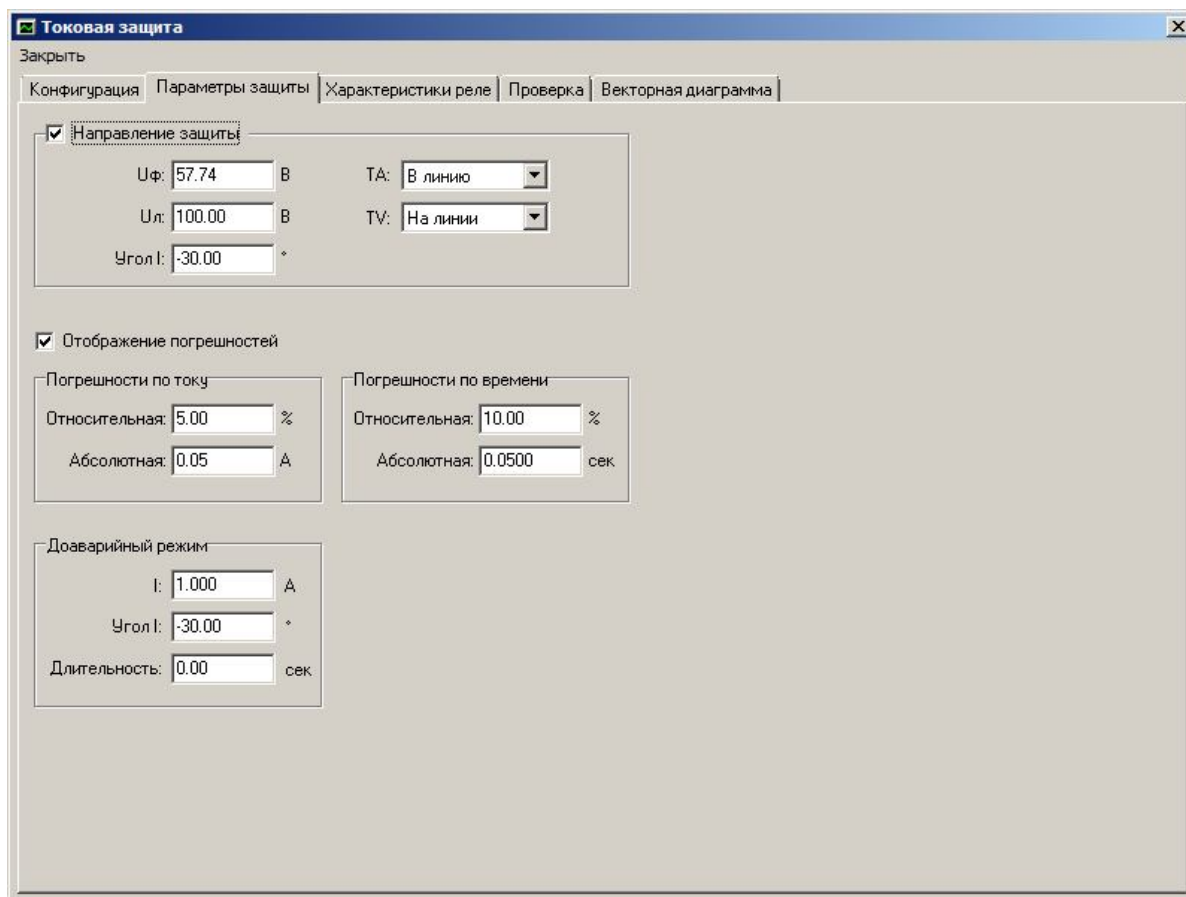 Токовая защита
Закрыть
Конфигурация Параметры защиты Характеристики реле Проверка Векторная диаграмма
Направление защиты
Uф: 57.74 В TA: В линию
Uл: 100.00 В TV: На линии
Угол I: -30.00 °
Отображение погрешностей
Погрешности по току Погрешности по времени
Относительная: 5.00 % Относительная: 10.00 %
Абсолютная: 0.05 А Абсолютная: 0.0500 сек
Доаварийный режим
I: 1.000 А
Угол I: -30.00 °
Длительность: 0.00 сек